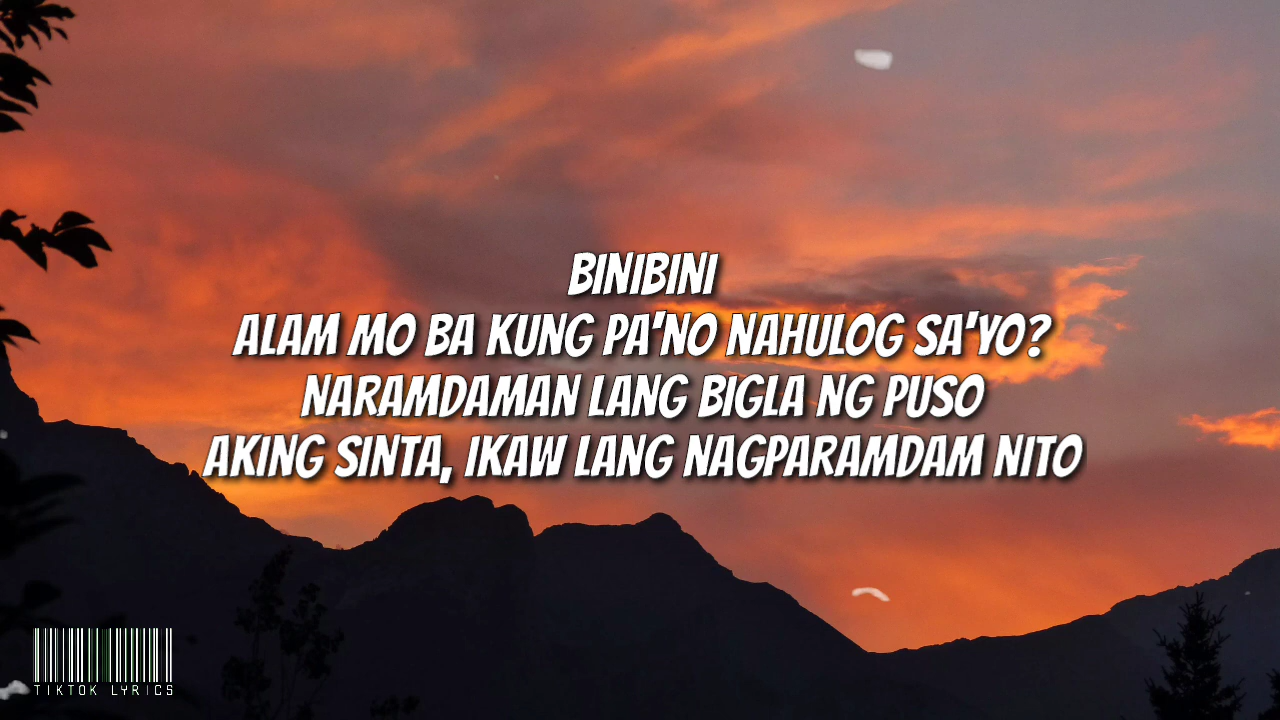 BINIBINI
ALAM MO BA KUNG PA'NO NAHULOG SA'YO?
NARAMDAMAN LANG BIGLA NG PUSO
AKING SINTA, IKAW LANG NAGPARAMDAM NITO
TIKTOK LYRICS